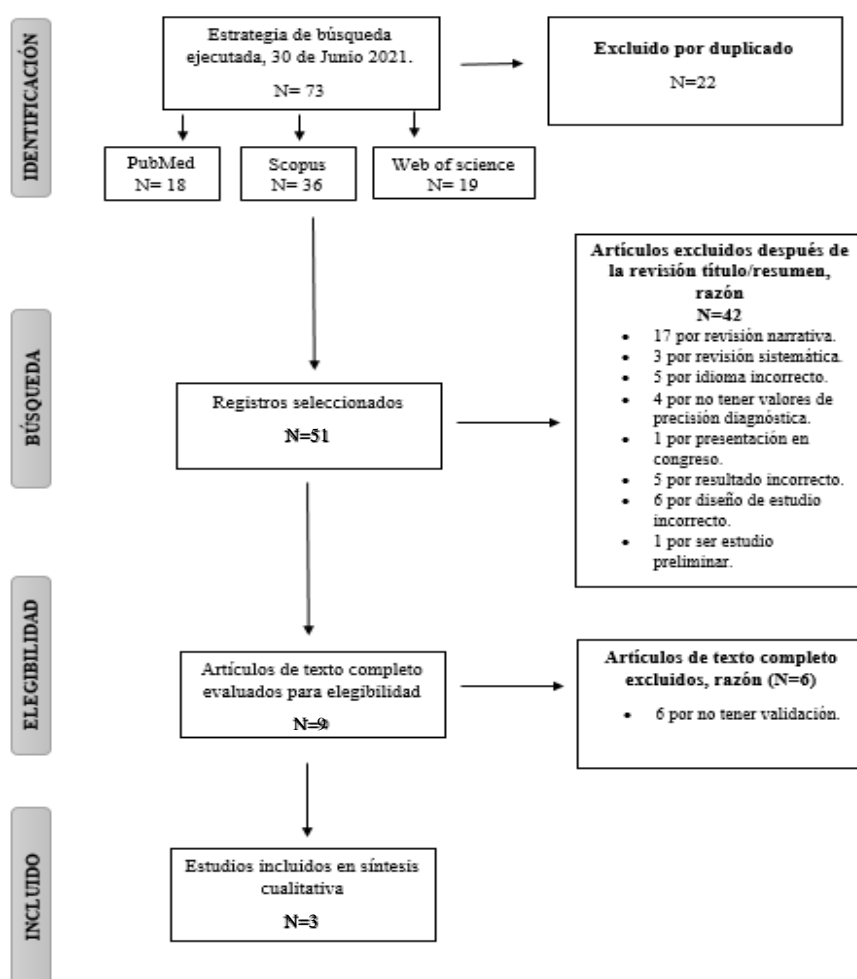 IDENTIFICACIÓN
Estrategia de búsqueda
ejecutada, 30 de Junio 2021.
N= 73
Excluido por duplicado
N=22
PubMed
N= 18
Scopus
N= 36
Web of science
N= 19
BÚSQUEDA
Registros seleccionados
N=51
Artículos excluidos después de
la revisión título/resumen,
razón
N=42
• 17 por revisión narrativa.
• 3 por revisión sistemática.
• 5 por idioma incorrecto.
• 4 por no tener valores de
precisión diagnóstica.
• 1 por presentación en
congreso.
• 5 por resultado incorrecto.
• 6 por diseño de estudio
incorrecto.
• 1 por ser estudio
preliminar.
ELEGIBILIDAD
Artículos de texto completo
evaluados para elegibilidad
N=9
Artículos de texto completo
excluidos, razón (N=6)
• 6 por no tener validación.
INCLUIDO
Estudios incluidos en síntesis
cualitativa
N=3